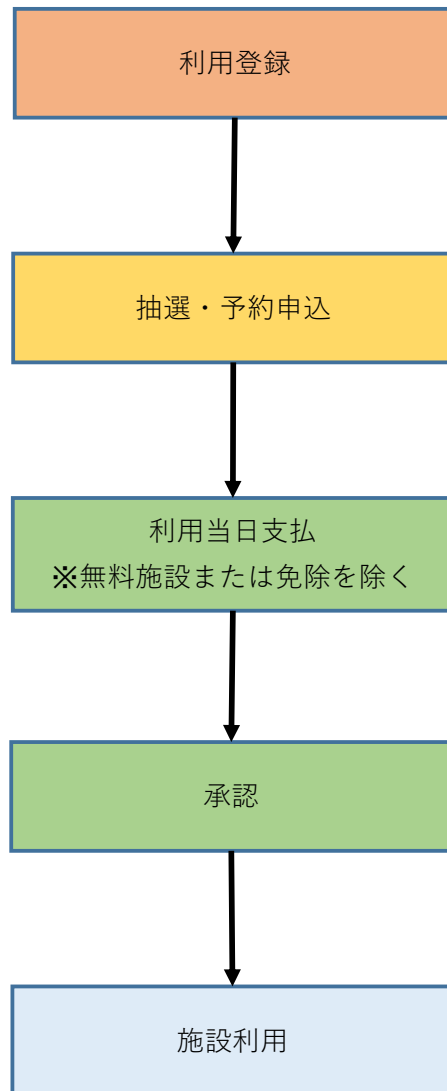 利用登録
抽選・予約申込
利用当日支払
※無料施設または免除を除く
承認
施設利用